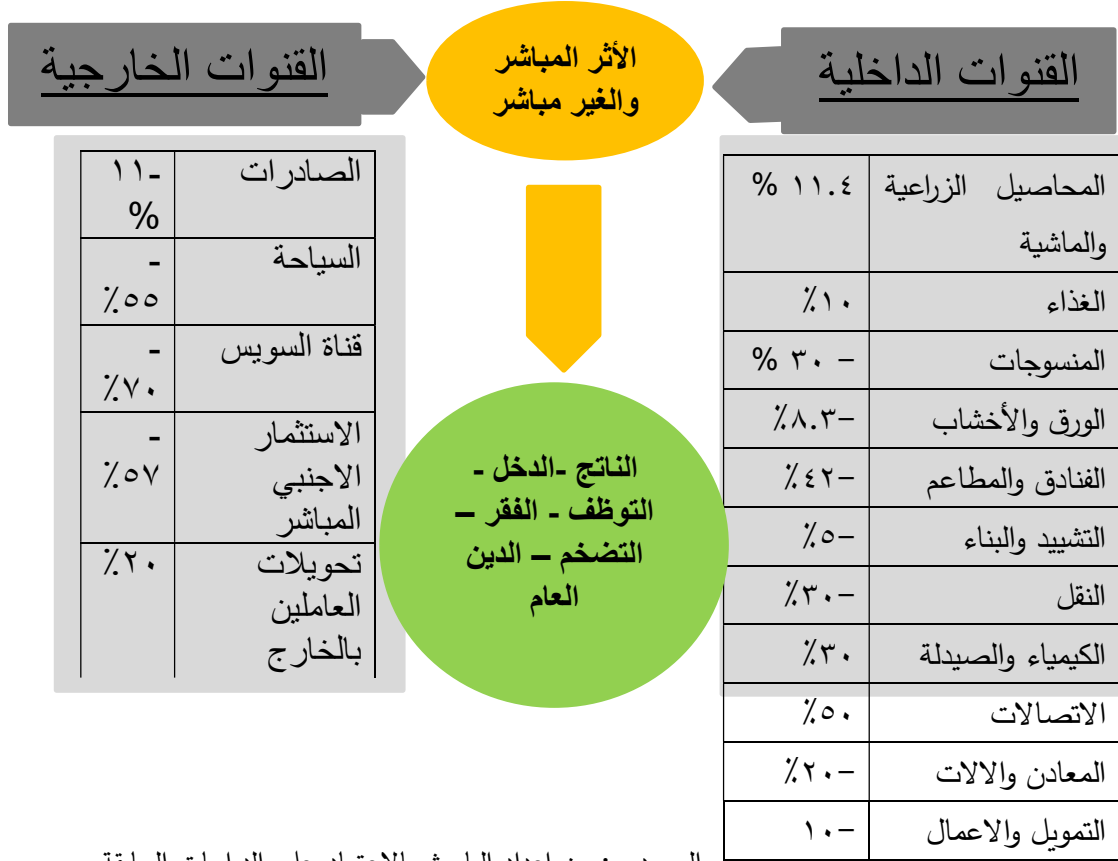 القنوات الداخلية
الأثر المباشر
والغير مباشر
القنوات الخارجية
المحاصيل الزراعية ١١.٤ %
والماشية
الغذاء ١٠٪
المنسوجات – ٣٠ %
الورق والأخشاب –٨.٣٪
الفنادق والمطاعم –٤٢٪
التشييد والبناء –٥٪
النقل –٣٠٪
الكيمياء والصيدلة ٣٠٪
الاتصالات ٥٠٪
المعادن والالات –٢٠٪
التمويل والاعمال –١٠
الناتج -الدخل -
التوظف - الفقر –
التضخم – الدين
العام
الصادرات -١١
%
السياحة -
٥٥٪
قناة السويس -
٧٠٪
الاستثمار -
الاجنبي ٥٧٪
المباشر
تحويلات ٢٠٪
العاملين
بالخارج